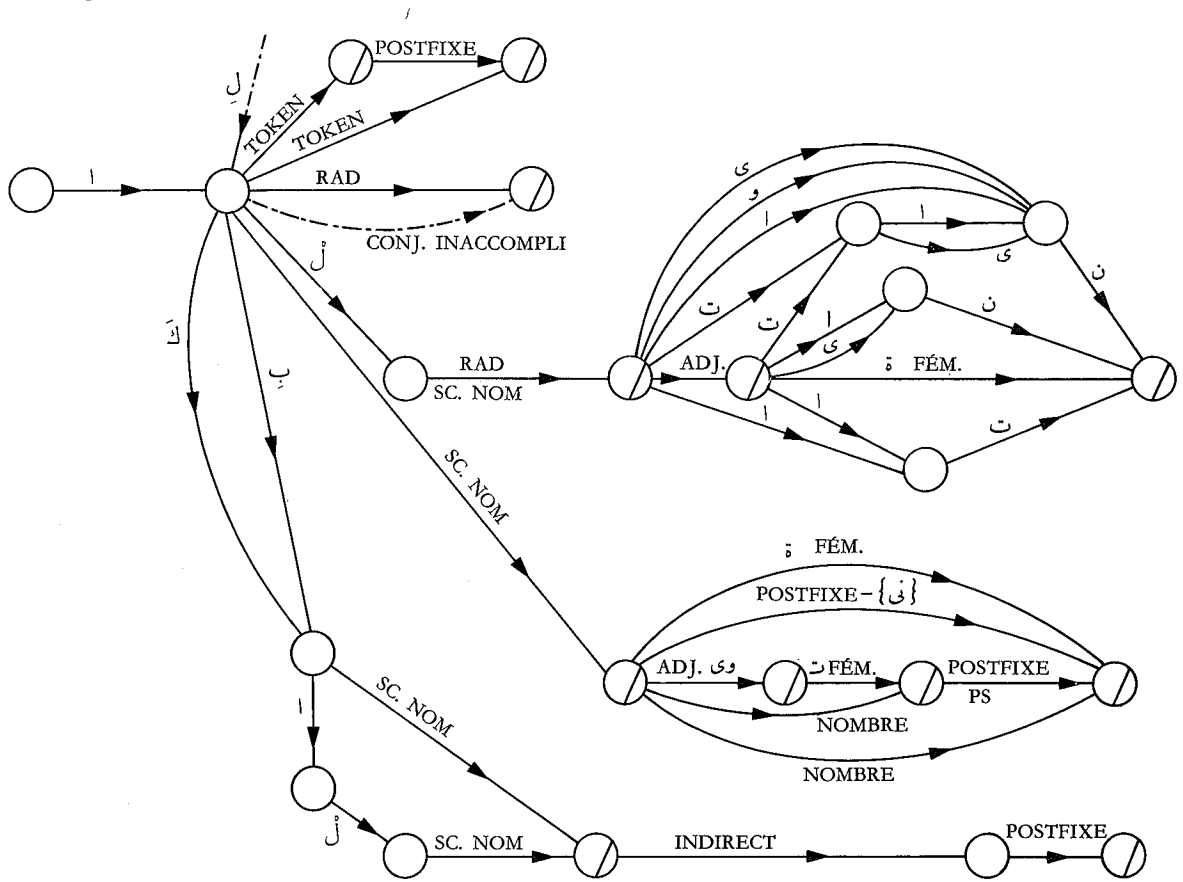 POSTFIXE
لِ
TOKEN
TOKEN
ا
RAD
CONJ. INACCOMPLI
لْ
كَ
بِ
ى
و
ا
ا
ى
ت
ت
ا
ى
ن
ن
RAD
SC. NOM
ADJ.
ة FÉM.
ا
ا
ت
SC. NOM
ة FÉM.
POSTFIXE-{نى}
ADJ. وى
ت FÉM.
POSTFIXE
PS
NOMBRE
NOMBRE
ا
SC. NOM
لْ
SC. NOM
INDIRECT
POSTFIXE